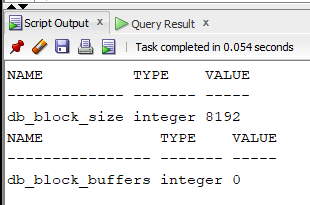 Script Output x Query Result x
Task completed in 0.054 seconds
NAME          TYPE    VALUE
------------- ------- -----
db_block_size integer 8192
NAME             TYPE    VALUE
---------------- ------- -----
db_block_buffers integer 0